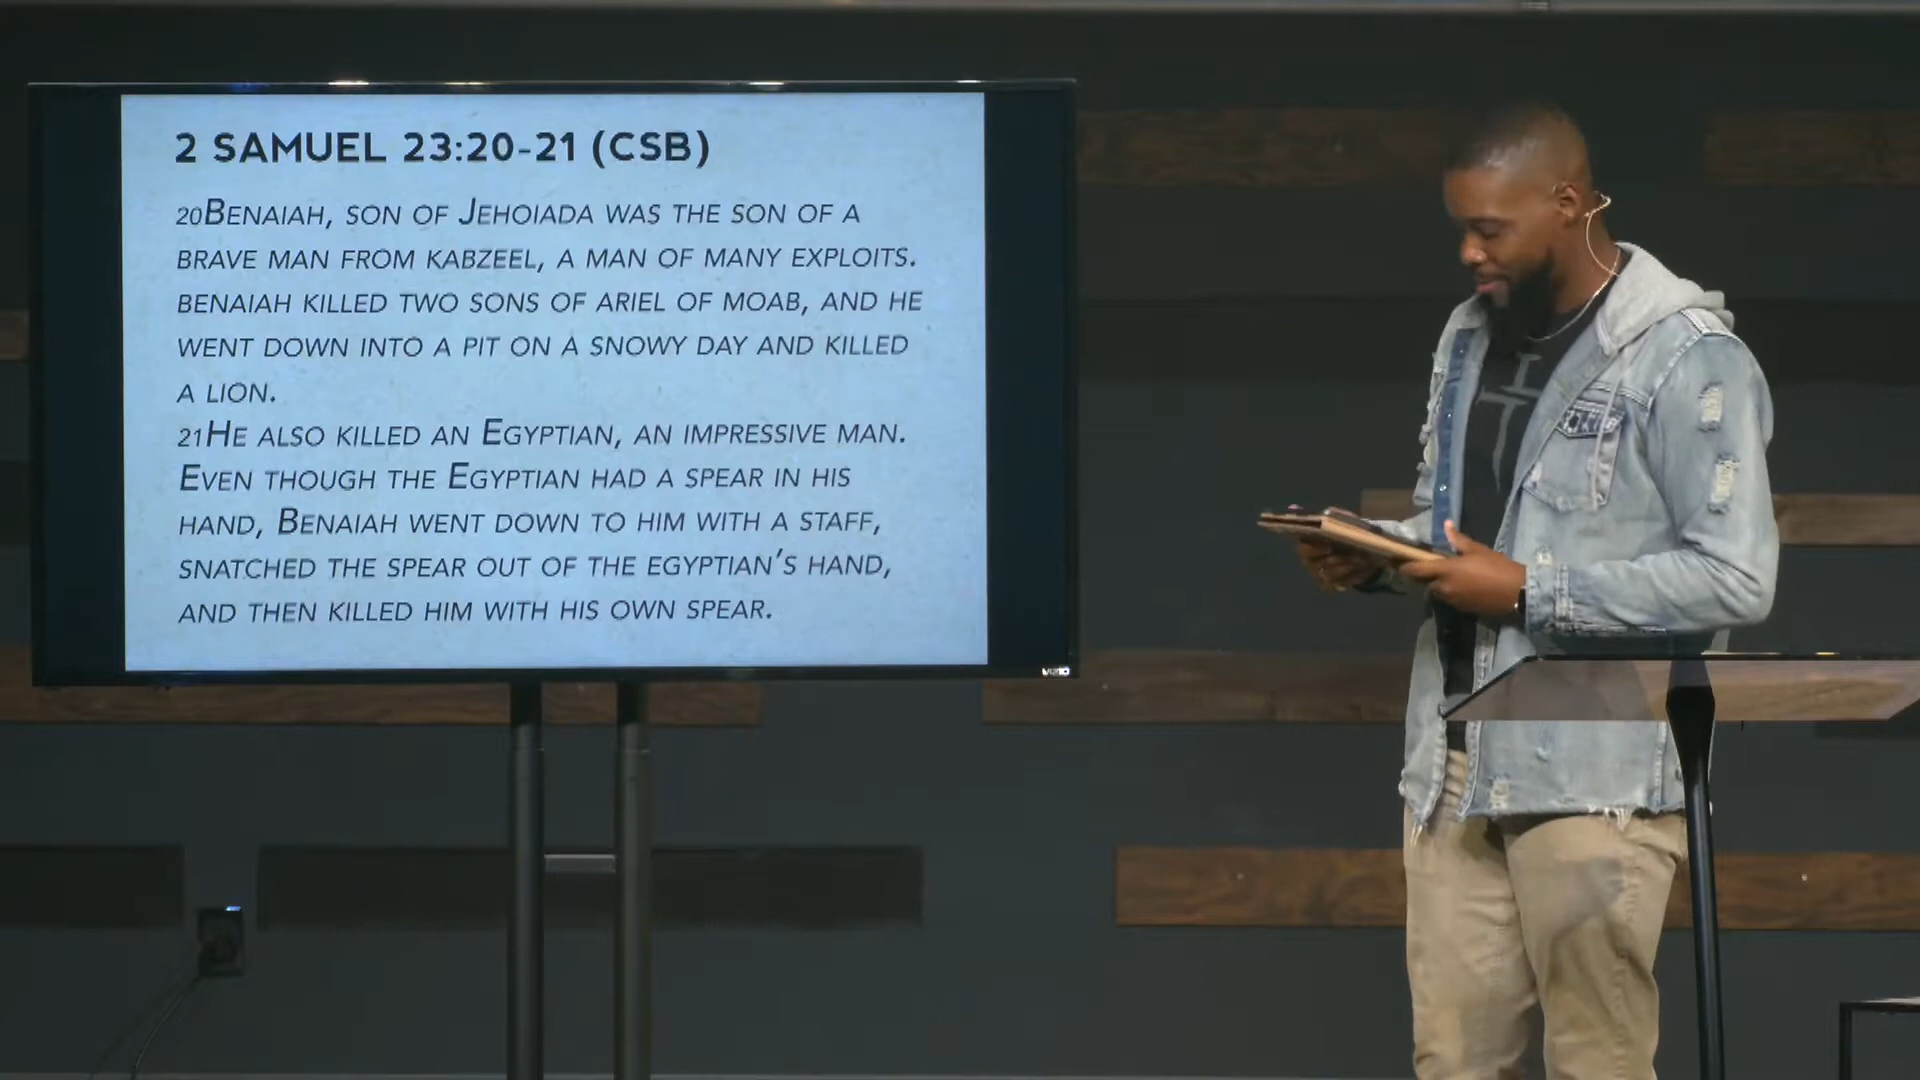 2 SAMUEL 23:20-21 (CSB)
20BENAIAH, SON OF JEHOIADA WAS THE SON OF A
BRAVE MAN FROM KABZEEL, A MAN OF MANY EXPLOITS.
BENAIAH KILLED TWO SONS OF ARIEL OF MOAB, AND HE
WENT DOWN INTO A PIT ON A SNOWY DAY AND KILLED
A LION.
21HE ALSO KILLED AN EGYPTIAN, AN IMPRESSIVE MAN.
EVEN THOUGH THE EGYPTIAN HAD A SPEAR IN HIS
HAND, BENAIAH WENT DOWN TO HIM WITH A STAFF,
SNATCHED THE SPEAR OUT OF THE EGYPTIAN'S HAND,
AND THEN KILLED HIM WITH HIS OWN SPEAR.
VIZIO